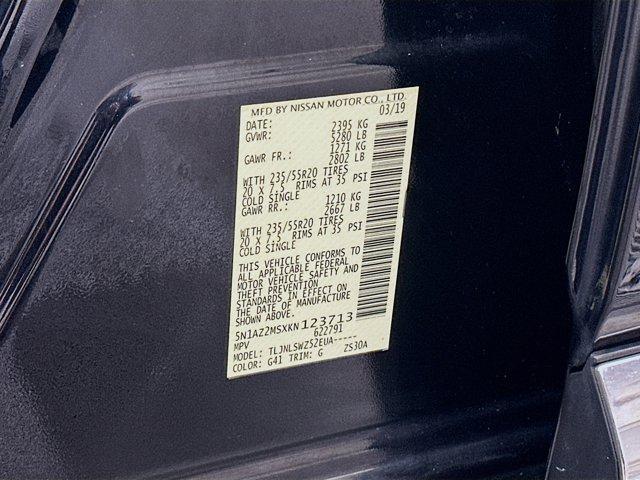 MFD BY NISSAN MOTOR CO., LTD.
DATE: 03/19
GVWR: 2395 KG
5280 LB
GAWR FR.: 1271 KG
2802 LB
WITH 235/55R20 TIRES
20 X 7.5 RIMS AT 35 PSI
COLD SINGLE
GAWR RR.: 1210 KG
2667 LB
WITH 235/55R20 TIRES
20 X 7.5 RIMS AT 35 PSI
COLD SINGLE
THIS VEHICLE CONFORMS TO
ALL APPLICABLE FEDERAL
MOTOR VEHICLE SAFETY AND
THEFT PREVENTION
STANDARDS IN EFFECT ON
THE DATE OF MANUFACTURE
SHOWN ABOVE.
5N1AZ2MSXKN123713
MPV 622791
MODEL: TLJNLSWZ52EUA-----
COLOR: G41 TRIM: G ZS30A